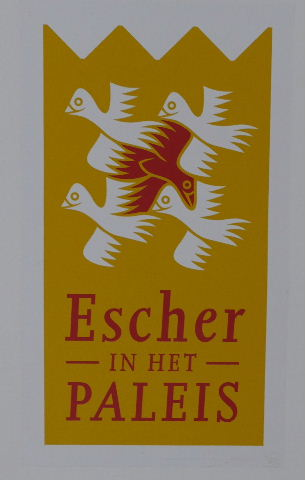 Escher
— IN HET —
PALEIS